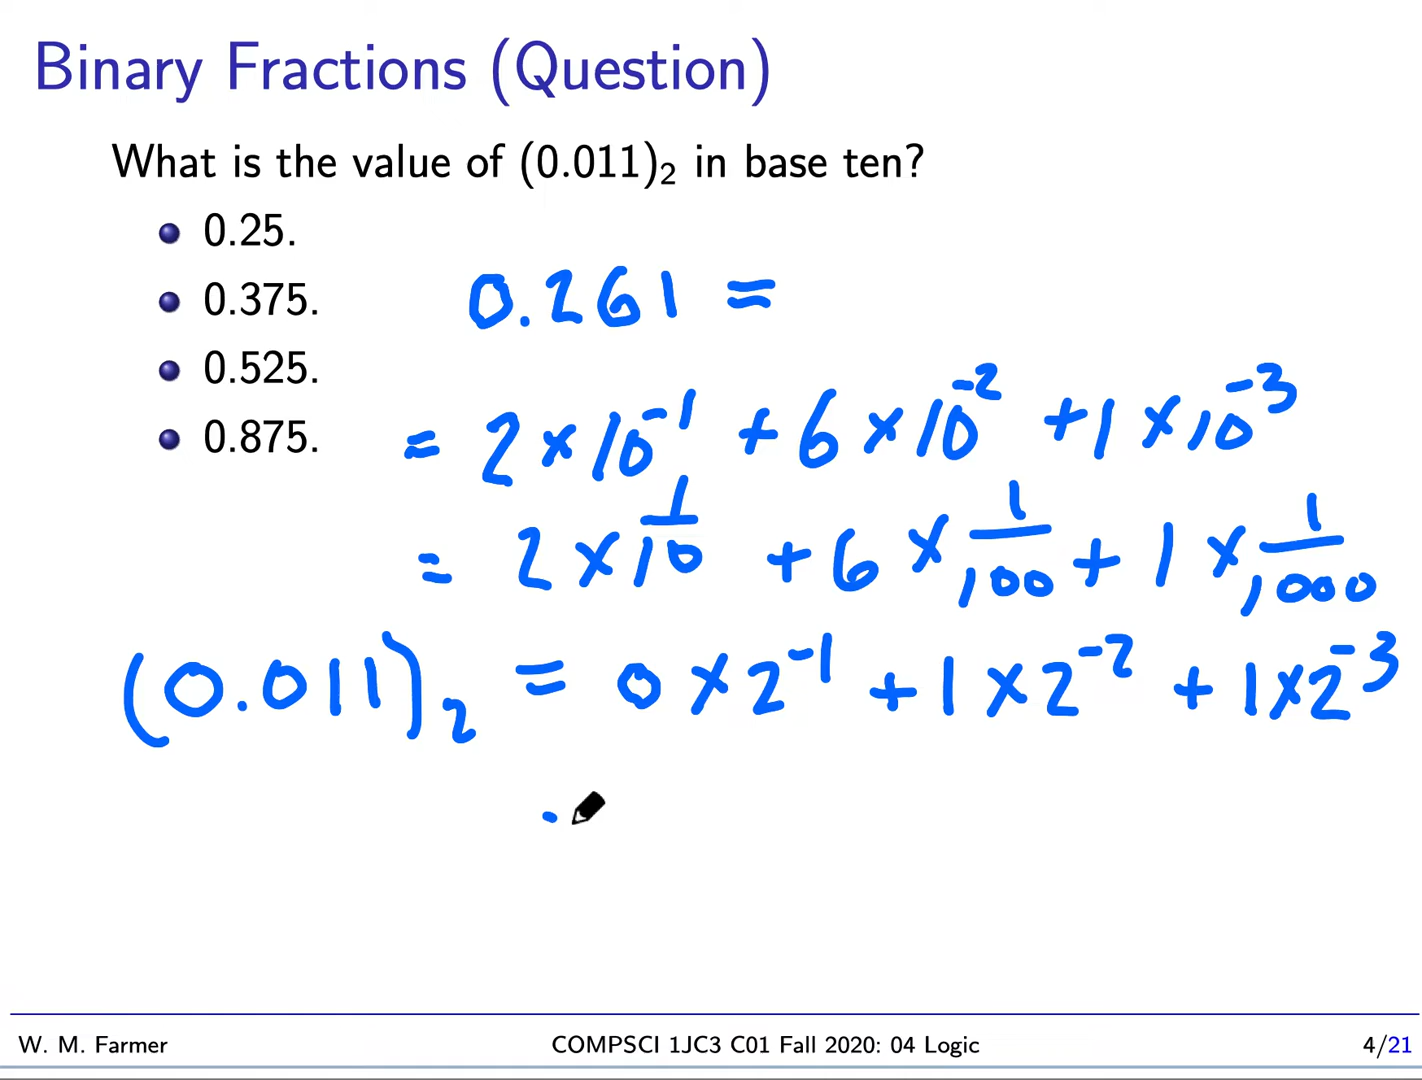 Binary Fractions (Question)
What is the value of (0.011)₂ in base ten?
• 0.25.
• 0.375.
• 0.525.
• 0.875.
0.261 =
= 2 × 10⁻¹ + 6 × 10⁻² + 1 × 10⁻³
= 2 × 1/10 + 6 × 1/100 + 1 × 1/1000
(0.011)₂ = 0 × 2⁻¹ + 1 × 2⁻² + 1 × 2⁻³
W. M. Farmer
COMPSCI 1JC3 C01 Fall 2020: 04 Logic
4/21